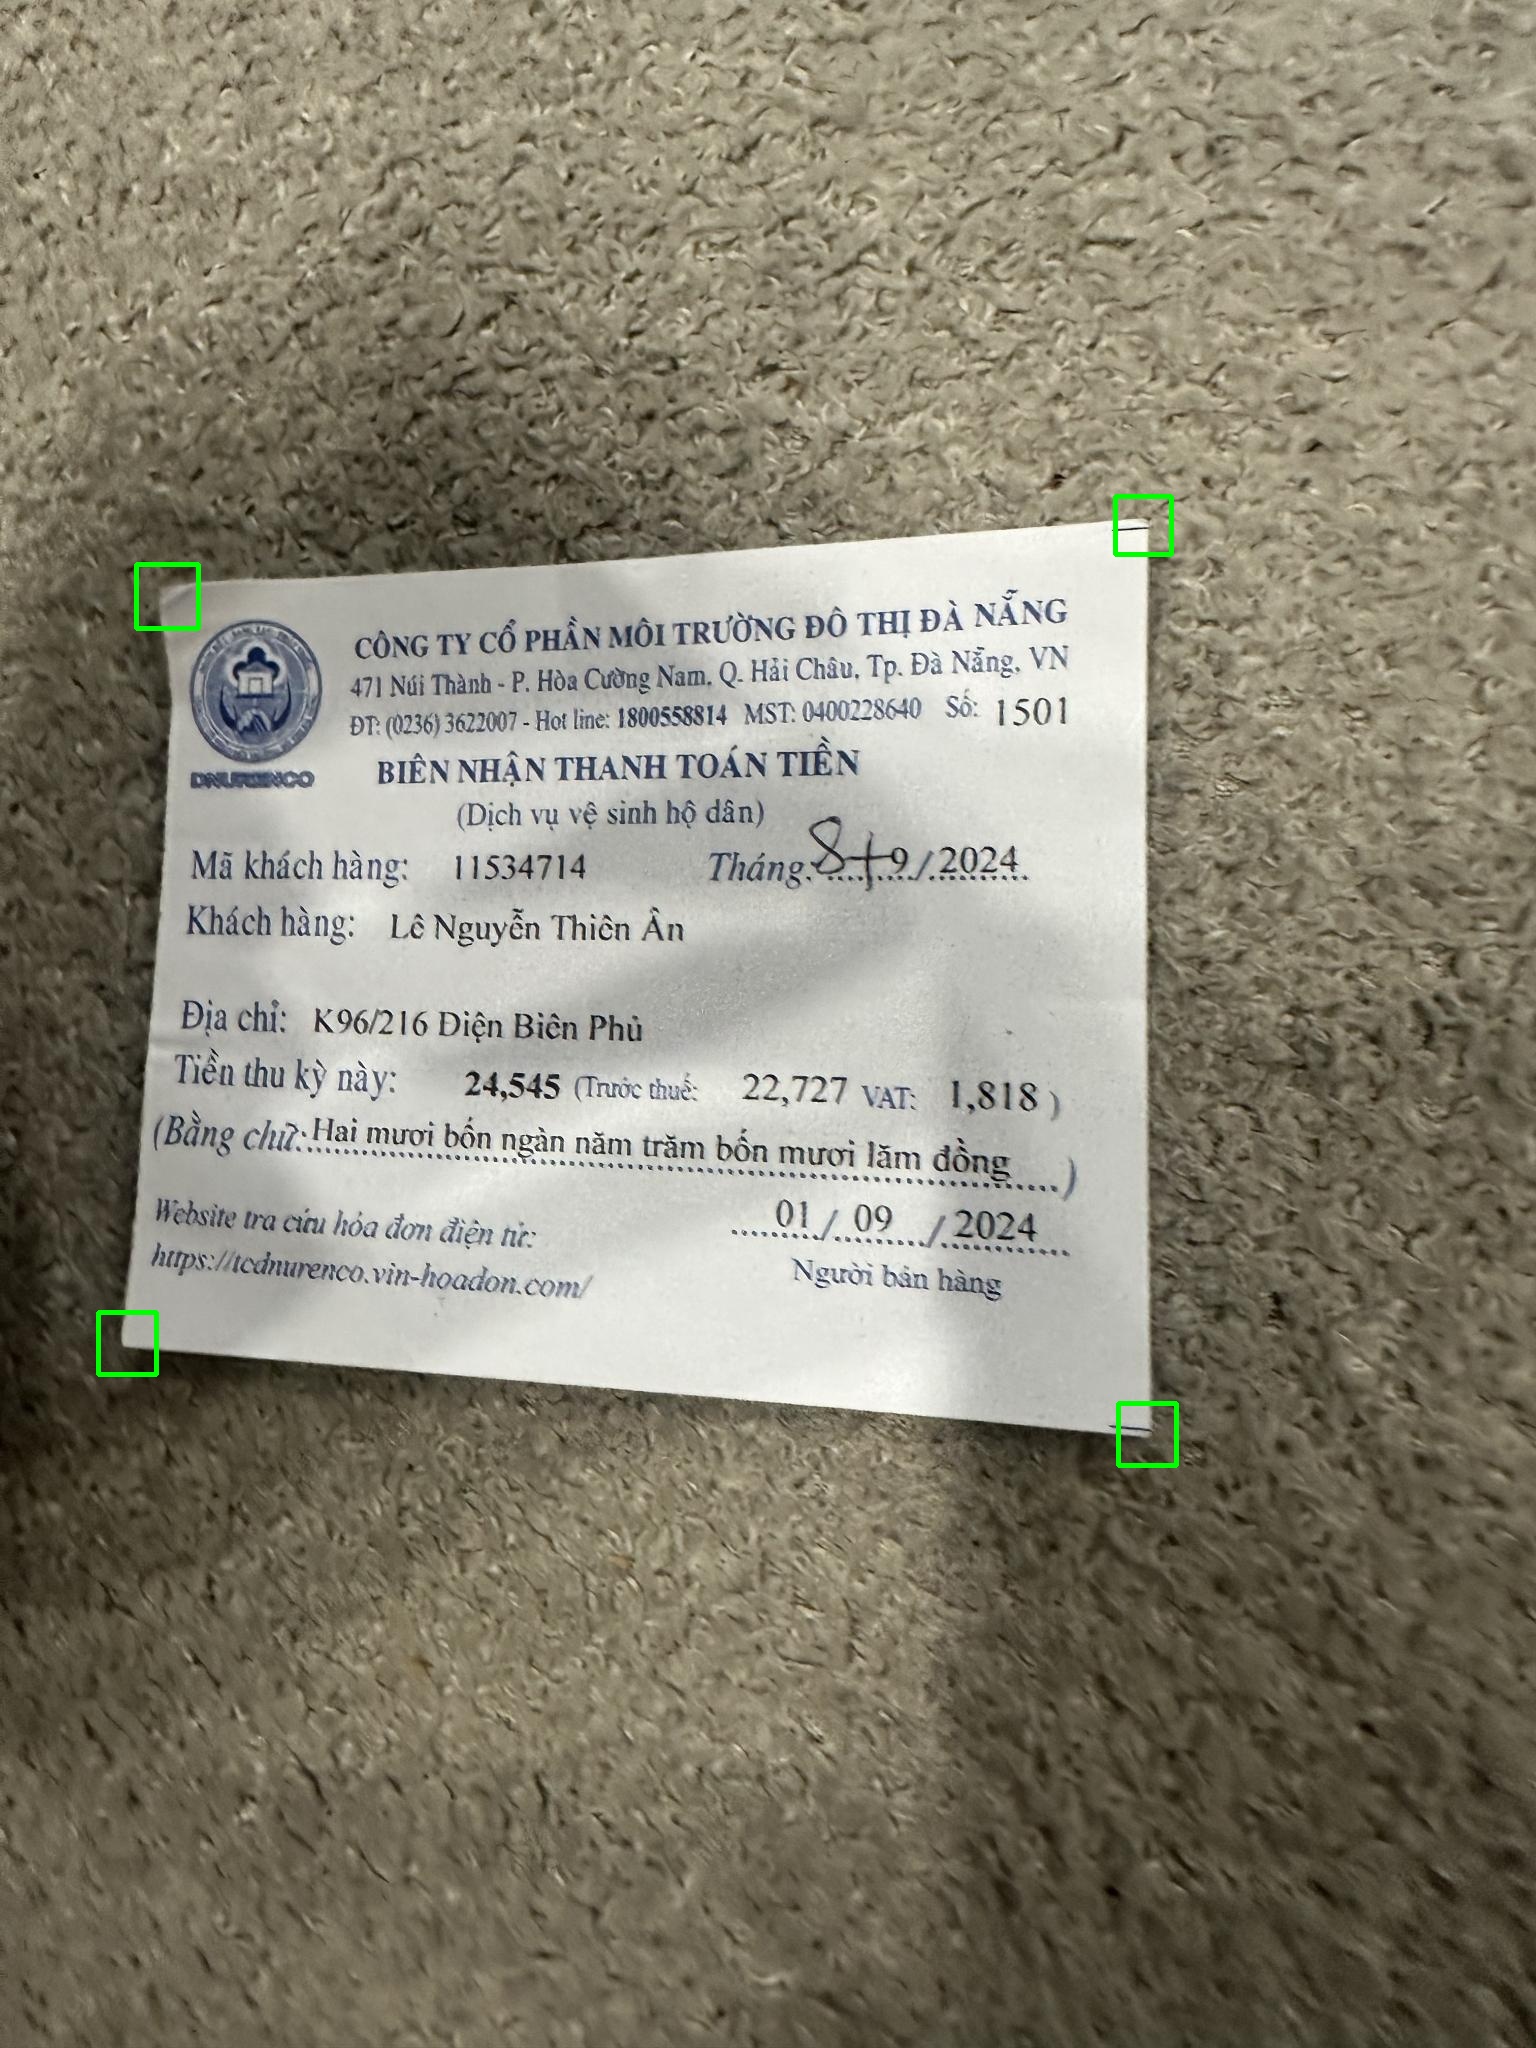 CÔNG TY CỔ PHẦN MÔI TRƯỜNG ĐÔ THỊ ĐÀ NẴNG
471 Núi Thành - P. Hòa Cường Nam, Q. Hải Châu, Tp. Đà Nẵng, VN
ĐT: (0236) 3622007 - Hot line: 1800558814 MST: 0400228640 Số: 1501
DNURENCO
BIÊN NHẬN THANH TOÁN TIỀN
(Dịch vụ vệ sinh hộ dân)
Mã khách hàng: 11534714 Tháng: 8+9/2024
Khách hàng: Lê Nguyễn Thiên Ân
Địa chỉ: K96/216 Điện Biên Phủ
Tiền thu kỳ này: 24,545 (Trước thuế: 22,727 VAT: 1,818 )
(Bằng chữ: Hai mươi bốn ngàn năm trăm bốn mươi lăm đồng )
Website tra cứu hóa đơn điện tử:
https://tcdnurenco.vin-hoadon.com/
01 / 09 / 2024
Người bán hàng